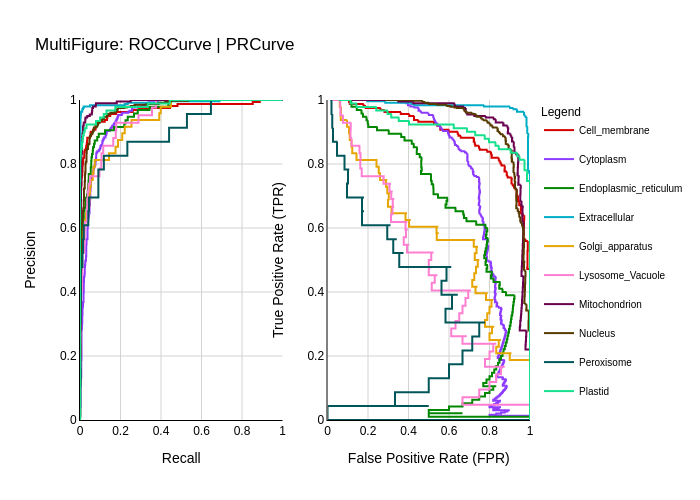 MultiFigure: ROCCurve | PRCurve
Precision
1
0.8
0.6
0.4
0.2
0
0 0.2 0.4 0.6 0.8 1
Recall
True Positive Rate (TPR)
1
0.8
0.6
0.4
0.2
0
0 0.2 0.4 0.6 0.8 1
False Positive Rate (FPR)
Legend
Cell_membrane
Cytoplasm
Endoplasmic_reticulum
Extracellular
Golgi_apparatus
Lysosome_Vacuole
Mitochondrion
Nucleus
Peroxisome
Plastid